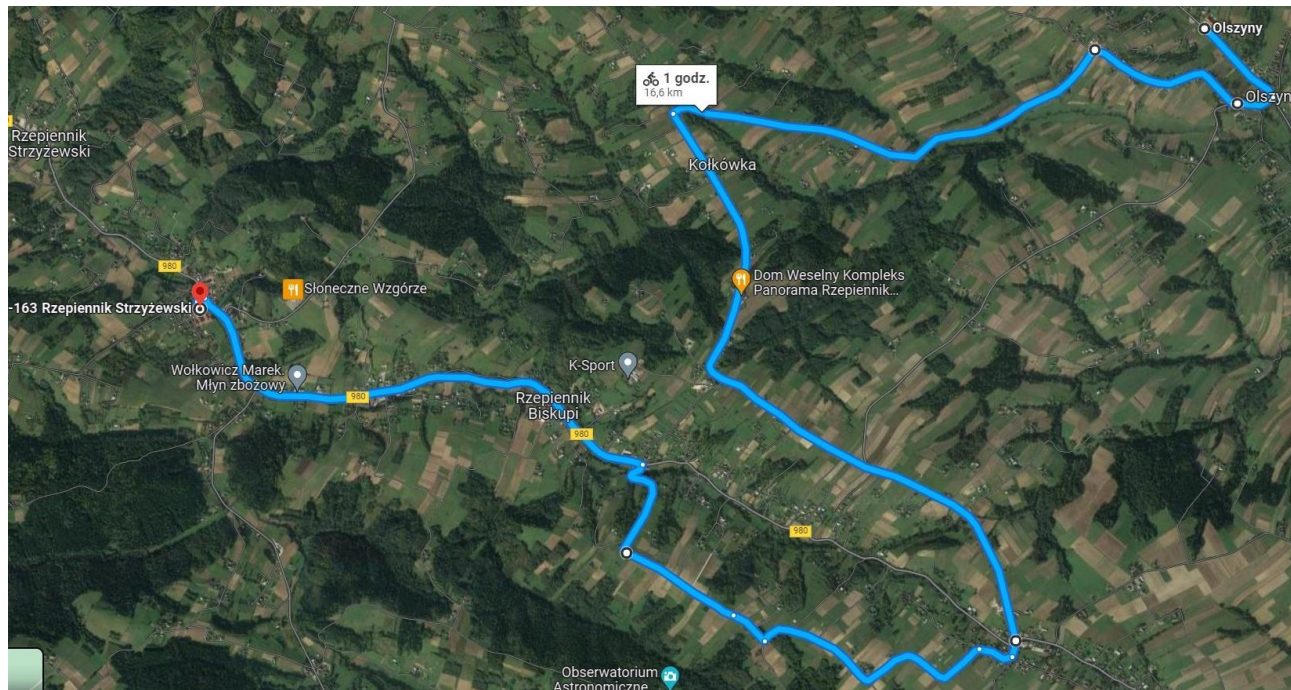 Olszyny
1 godz.
16,6 km
Olszyn
Rzepiennik
Strzyżewski
Kołkówka
980
Dom Weselny Kompleks
Panorama Rzepiennik...
Słoneczne Wzgórze
-163 Rzepiennik Strzyżewski
K-Sport
Wołkowicz Marek.
Młyn zbożowy
980
Rzepiennik
Biskupi
980
980
Obserwatorium
Astronomiczne